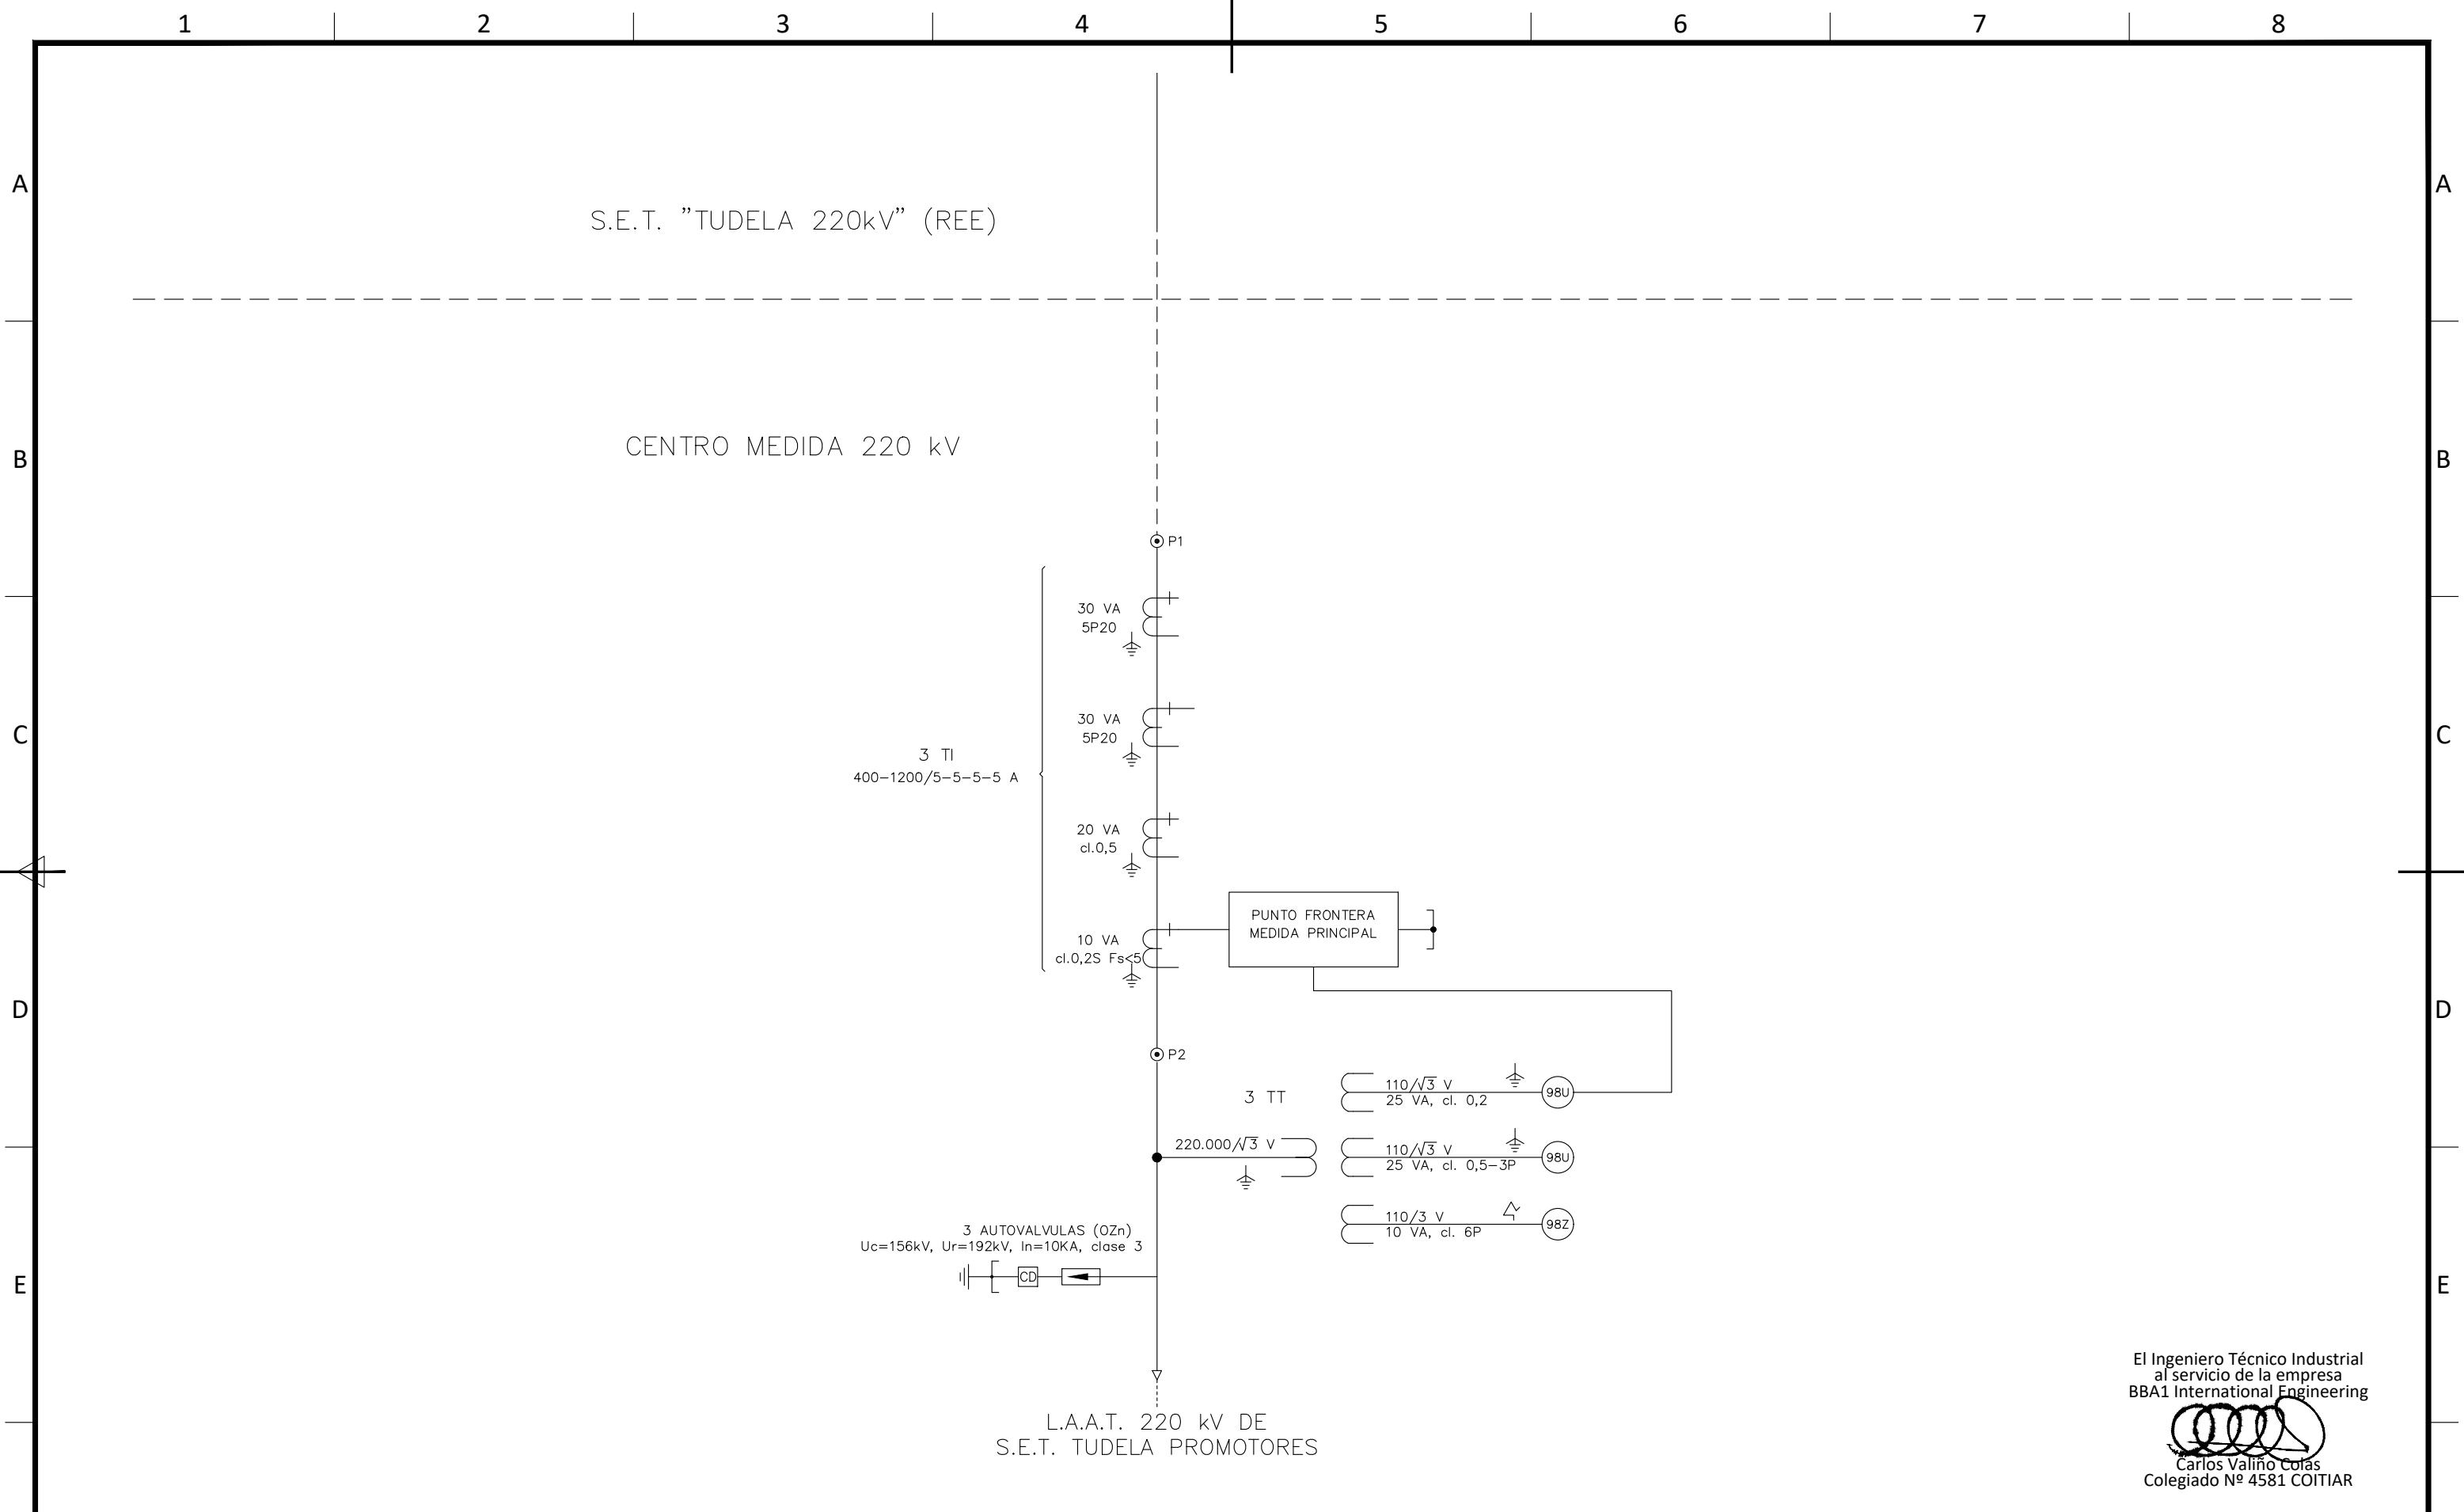 1 2 3 4 5 6 7 8
A A
S.E.T. "TUDELA 220kV" (REE)
B B
CENTRO MEDIDA 220 kV
P1
30 VA
5P20
30 VA
5P20
C C
3 TI
400-1200/5-5-5-5 A
20 VA
cl.0,5
PUNTO FRONTERA
MEDIDA PRINCIPAL
10 VA
cl.0,2S Fs<5
D D
P2
3 TT
110/√3 V
25 VA, cl. 0,2
98U
220.000/√3 V
110/√3 V
25 VA, cl. 0,5-3P
98U
110/3 V
10 VA, cl. 6P
98Z
3 AUTOVALVULAS (OZn)
Uc=156kV, Ur=192kV, In=10KA, clase 3
CD
E E
L.A.A.T. 220 kV DE
S.E.T. TUDELA PROMOTORES
El Ingeniero Técnico Industrial
al servicio de la empresa
BBA1 International Engineering
Carlos Valiño Colás
Colegiado Nº 4581 COITIAR